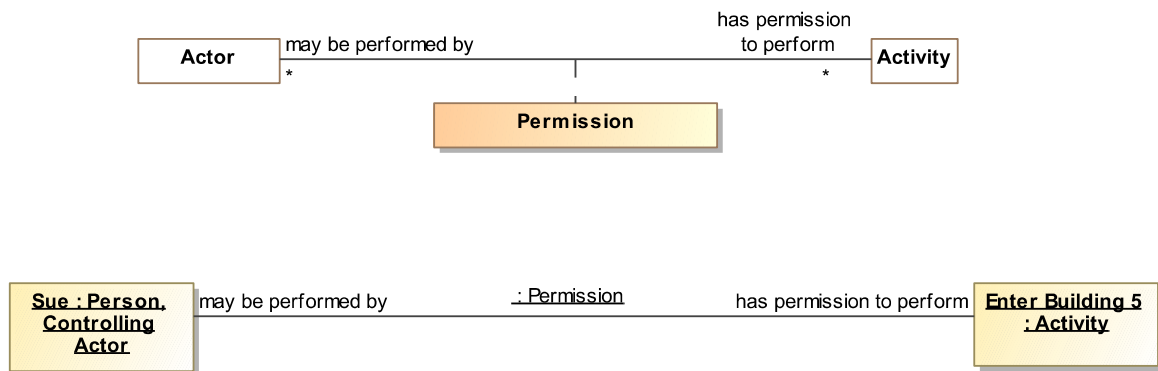 has permission
Actor
may be performed by
to perform
Activity
*
*
Permission
Sue : Person,
Controlling
Actor
may be performed by
: Permission
has permission to perform
Enter Building 5
: Activity